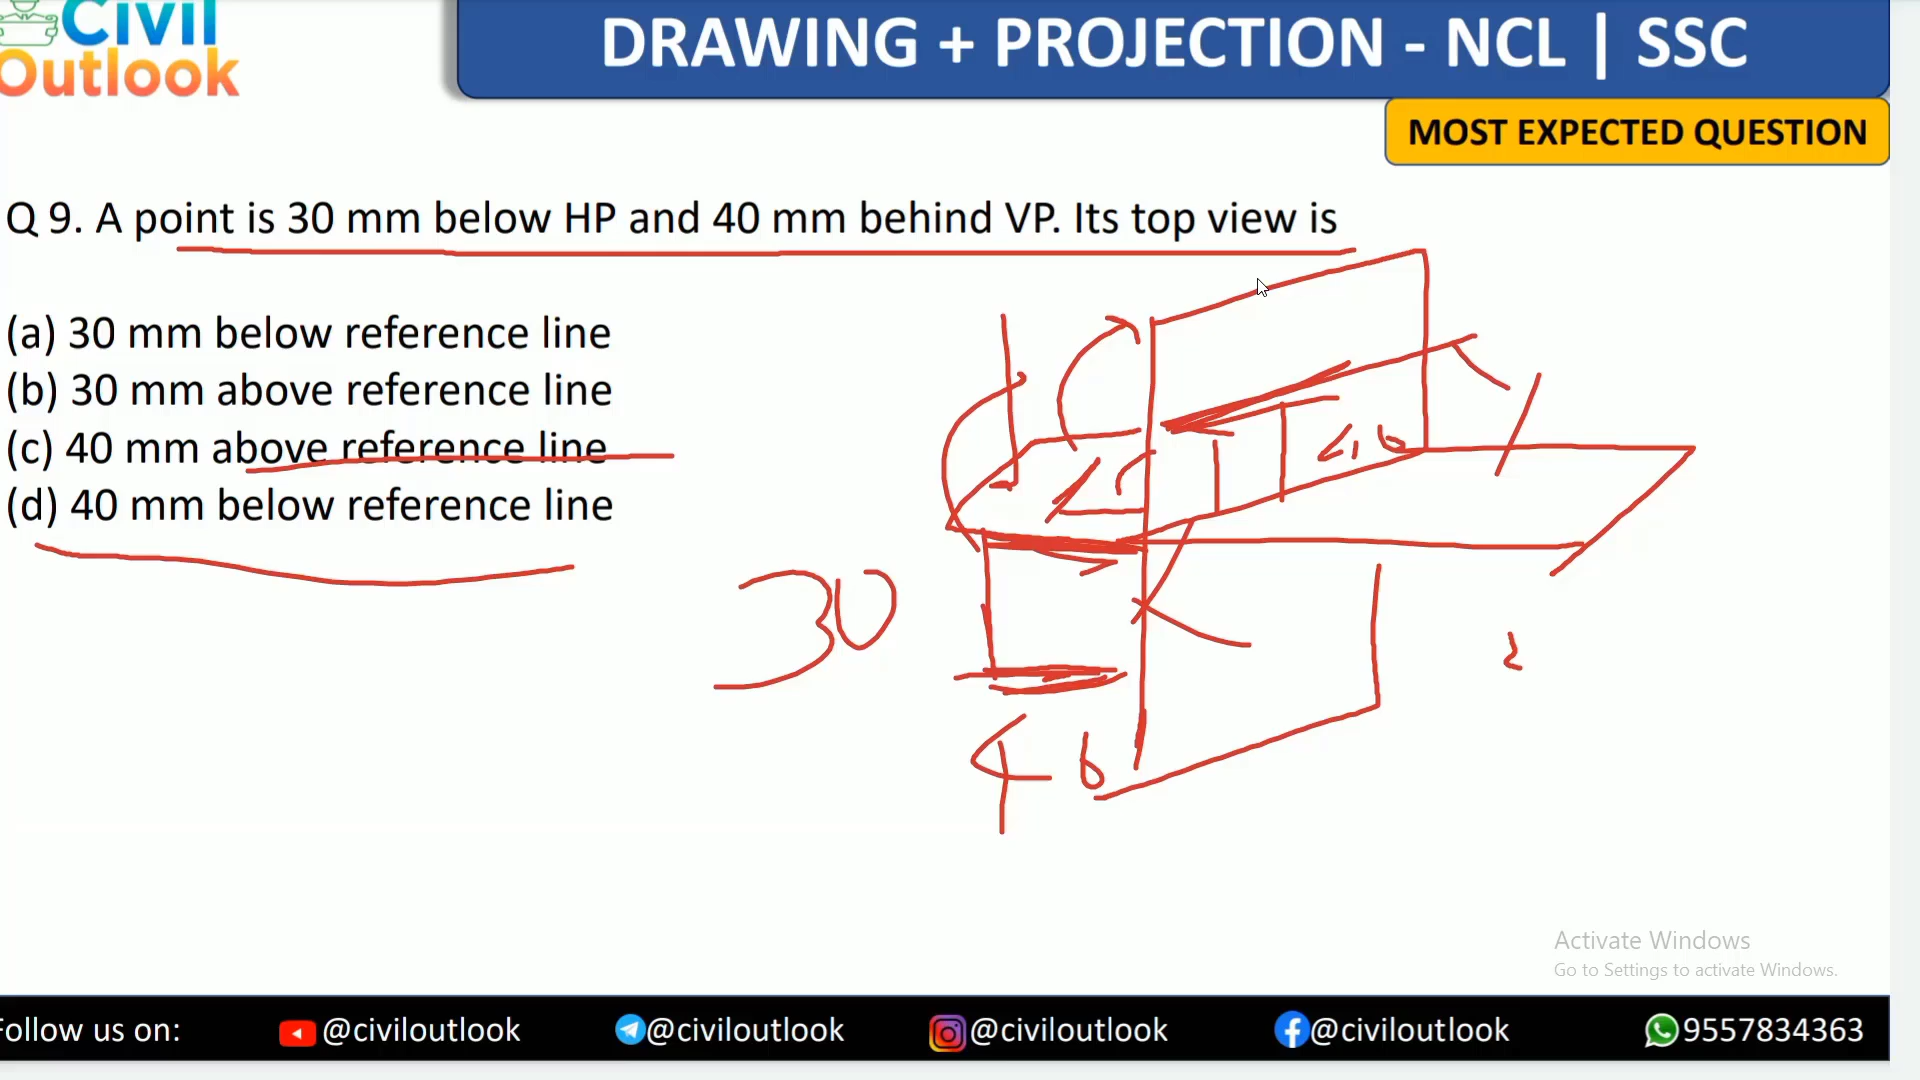 Civil
Outlook
DRAWING + PROJECTION - NCL | SSC
MOST EXPECTED QUESTION
Q 9. A point is 30 mm below HP and 40 mm behind VP. Its top view is
(a) 30 mm below reference line
(b) 30 mm above reference line
(c) 40 mm above reference line
(d) 40 mm below reference line
30
40
Activate Windows
Go to Settings to activate Windows.
Follow us on: @civiloutlook @civiloutlook @civiloutlook @civiloutlook 9557834363